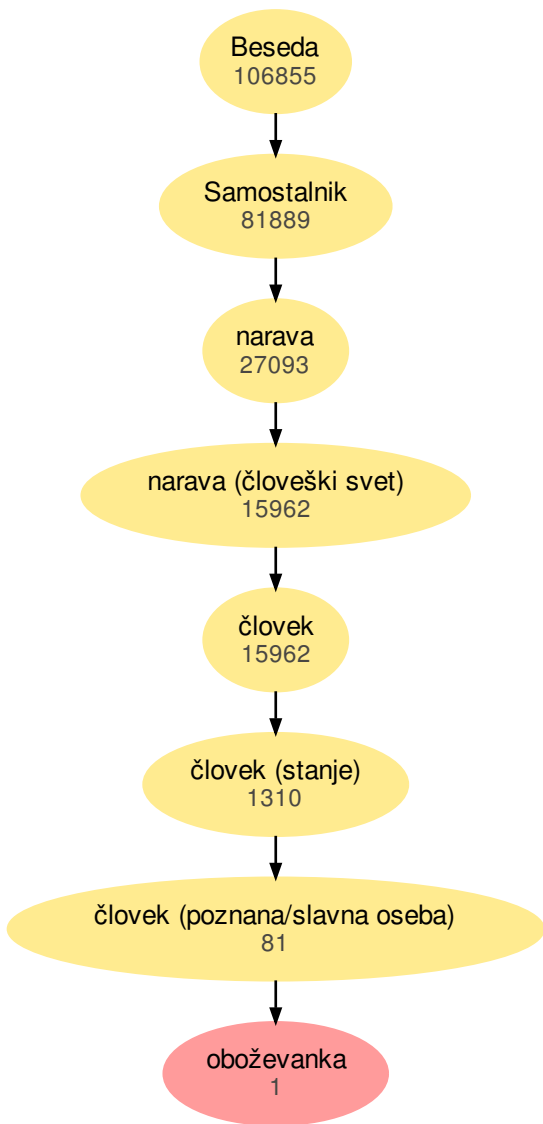 Beseda
106855
Samostalnik
81889
narava
27093
narava (človeški svet)
15962
človek
15962
človek (stanje)
1310
človek (poznana/slavna oseba)
81
oboževanka
1